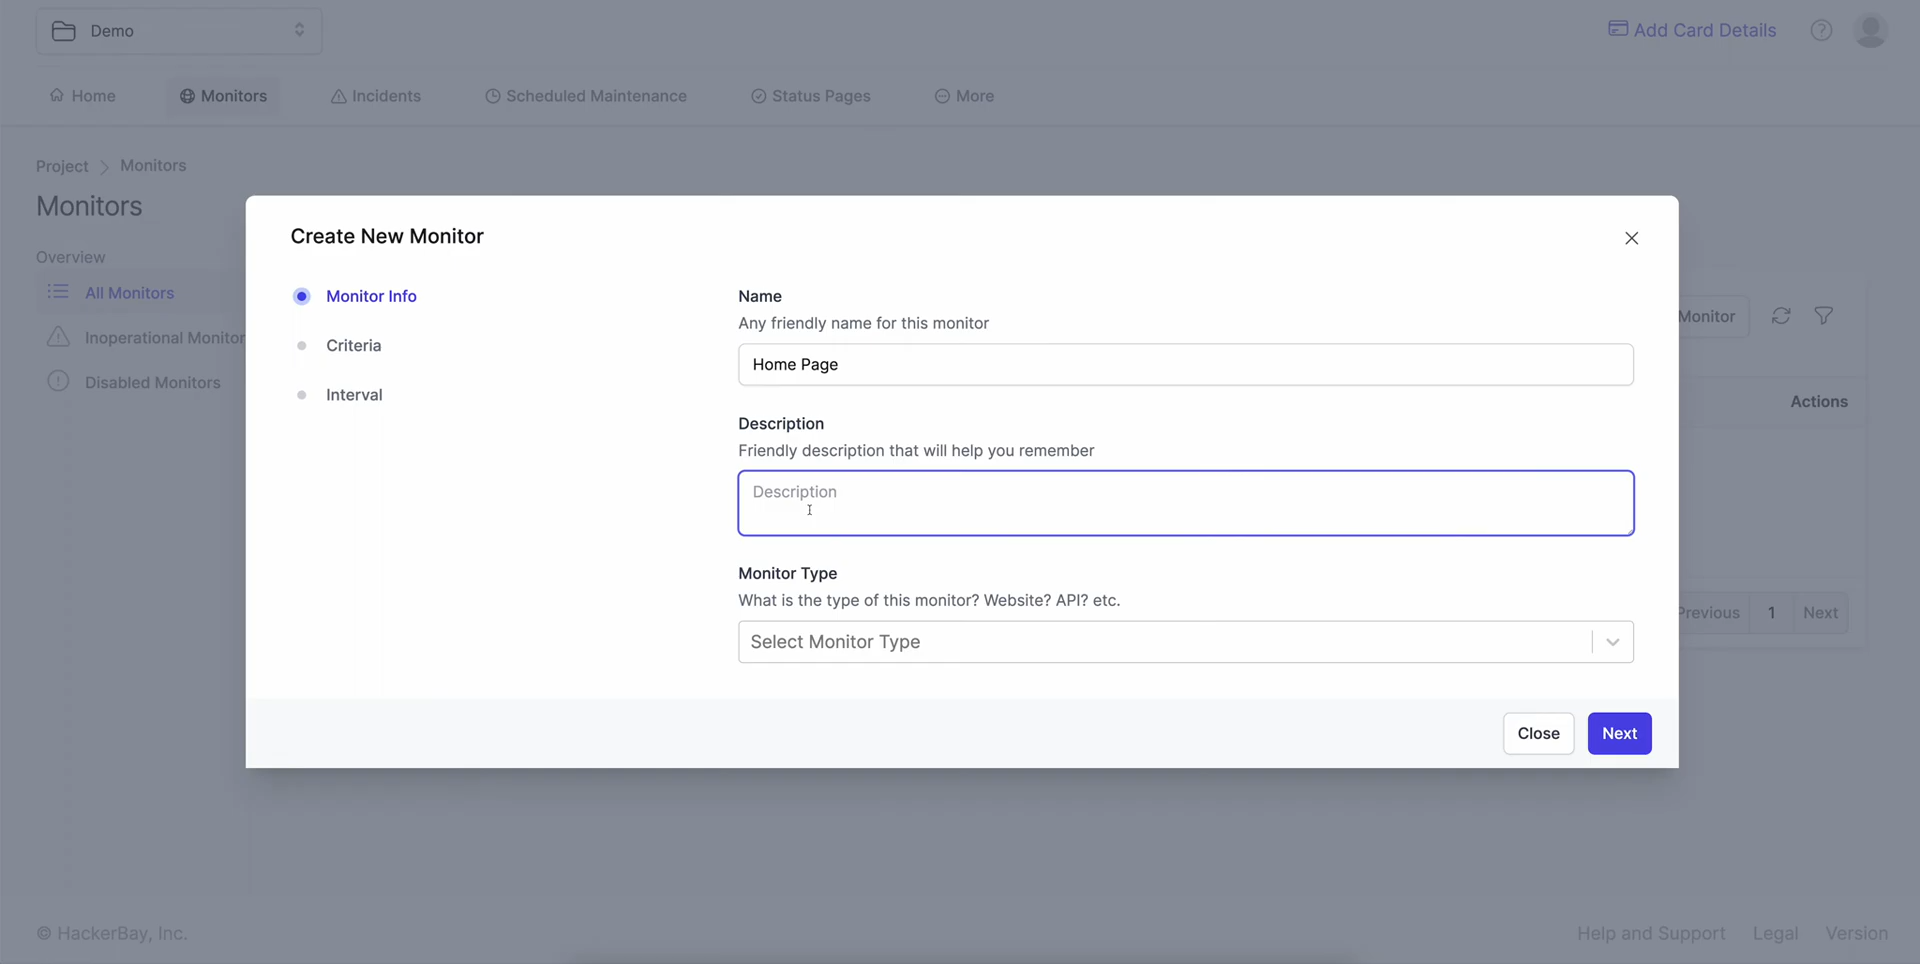 Demo
Add Card Details
Home
Monitors
Incidents
Scheduled Maintenance
Status Pages
More
Project
Monitors
Monitors
Overview
All Monitors
Inoperational Monitor
Disabled Monitors
Monitor
Actions
Previous
1
Next
Create New Monitor
Monitor Info
Criteria
Interval
Name
Any friendly name for this monitor
Home Page
Description
Friendly description that will help you remember
Description
Monitor Type
What is the type of this monitor? Website? API? etc.
Select Monitor Type
Close
Next
© HackerBay, Inc.
Help and Support
Legal
Version